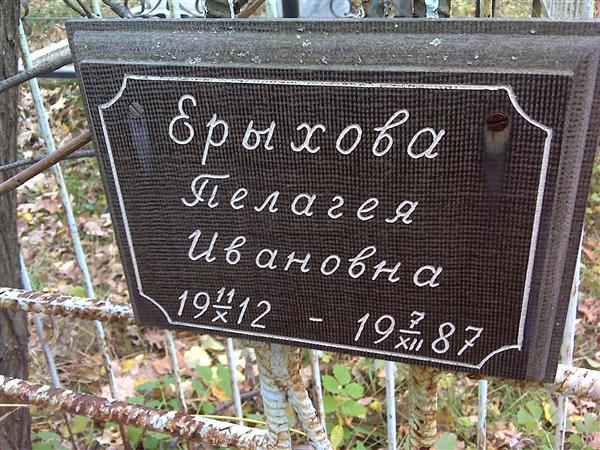 Ерыхова
Пелагея
Ивановна
19 11/X 12 - 19 7/XII 87